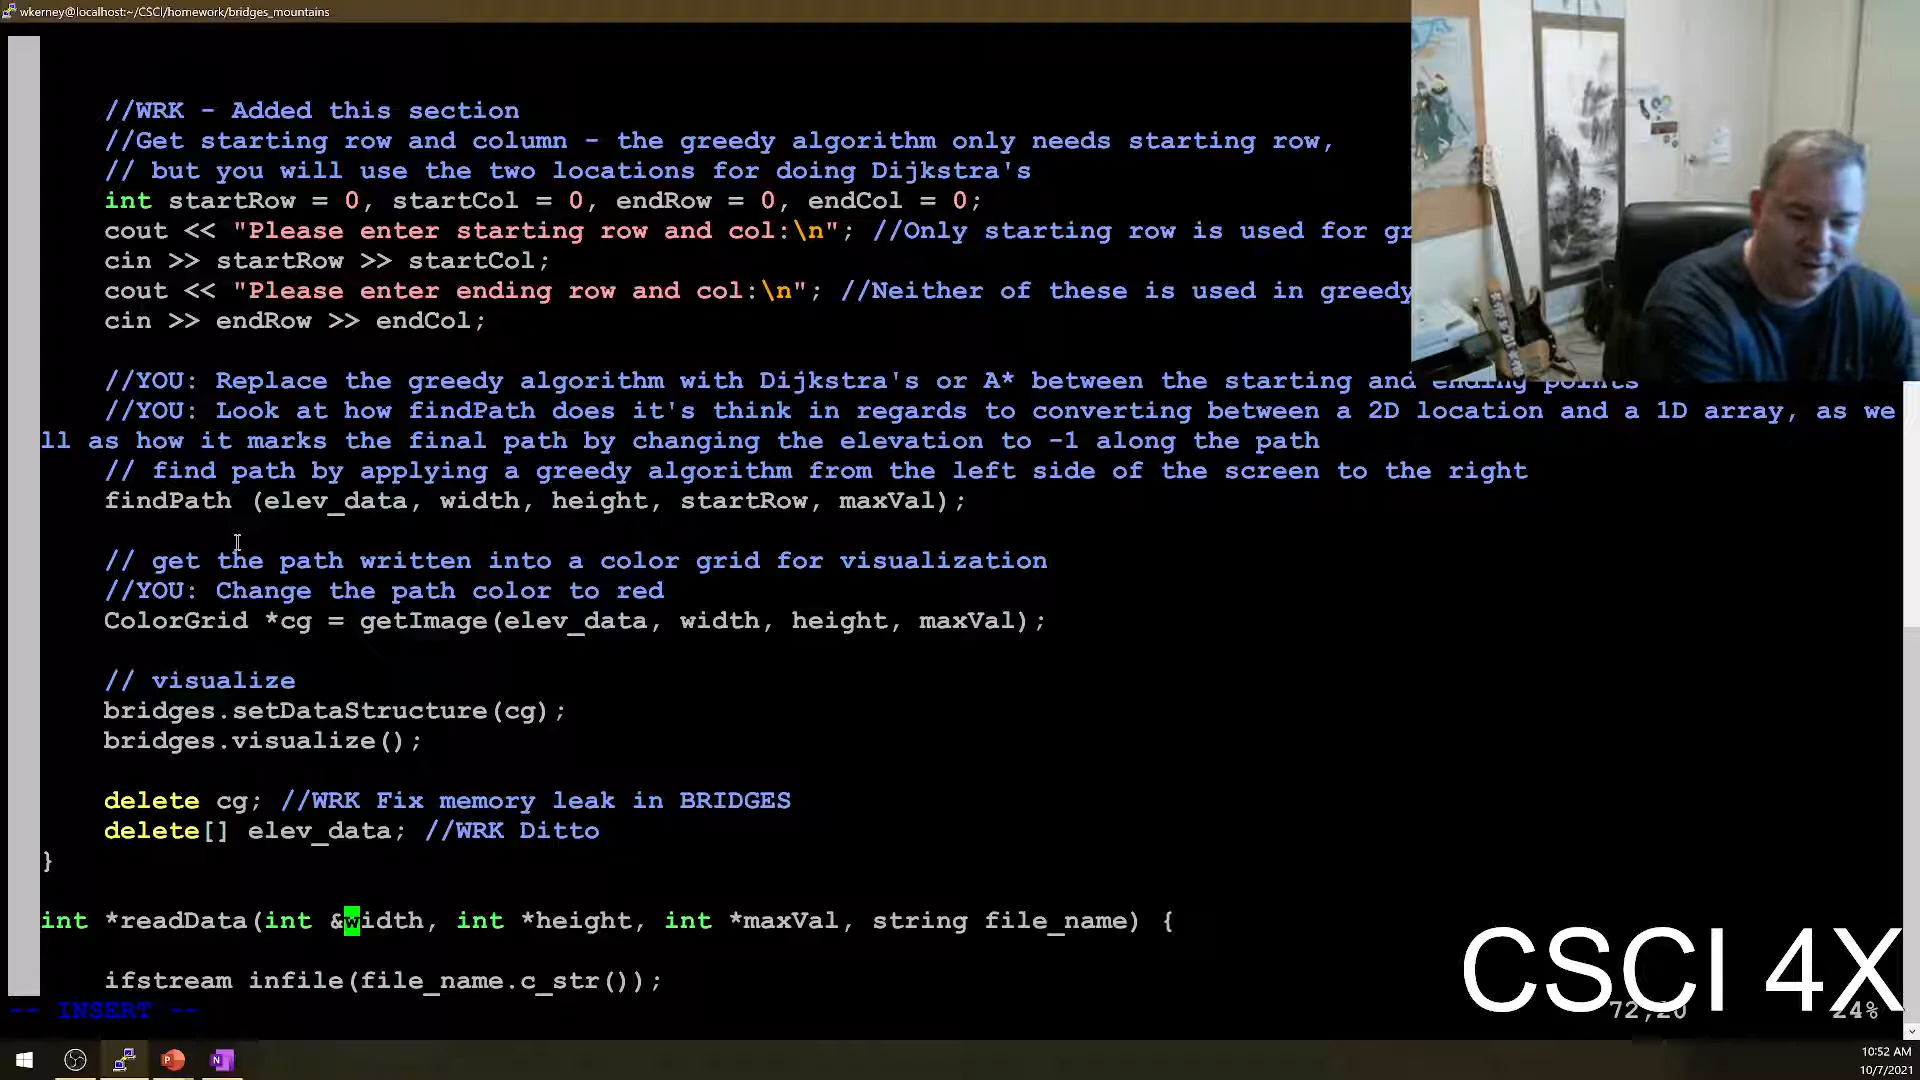 wkerney@localhost:~/CSCI/homework/bridges_mountains
//WRK - Added this section
//Get starting row and column - the greedy algorithm only needs starting row,
// but you will use the two locations for doing Dijkstra's
int startRow = 0, startCol = 0, endRow = 0, endCol = 0;
cout << "Please enter starting row and col:\n"; //Only starting row is used for gr
cin >> startRow >> startCol;
cout << "Please enter ending row and col:\n"; //Neither of these is used in greedy
cin >> endRow >> endCol;
//YOU: Replace the greedy algorithm with Dijkstra's or A* between the starting and ending points
//YOU: Look at how findPath does it's think in regards to converting between a 2D location and a 1D array, as we
ll as how it marks the final path by changing the elevation to -1 along the path
// find path by applying a greedy algorithm from the left side of the screen to the right
findPath (elev_data, width, height, startRow, maxVal);
// get the path written into a color grid for visualization
//YOU: Change the path color to red
ColorGrid *cg = getImage(elev_data, width, height, maxVal);
// visualize
bridges.setDataStructure(cg);
bridges.visualize();
delete cg; //WRK Fix memory leak in BRIDGES
delete[] elev_data; //WRK Ditto
}
int *readData(int &width, int *height, int *maxVal, string file_name) {
ifstream infile(file_name.c_str());
CSCI 4X
-- INSERT --
72,20
24%
10:52 AM
10/7/2021